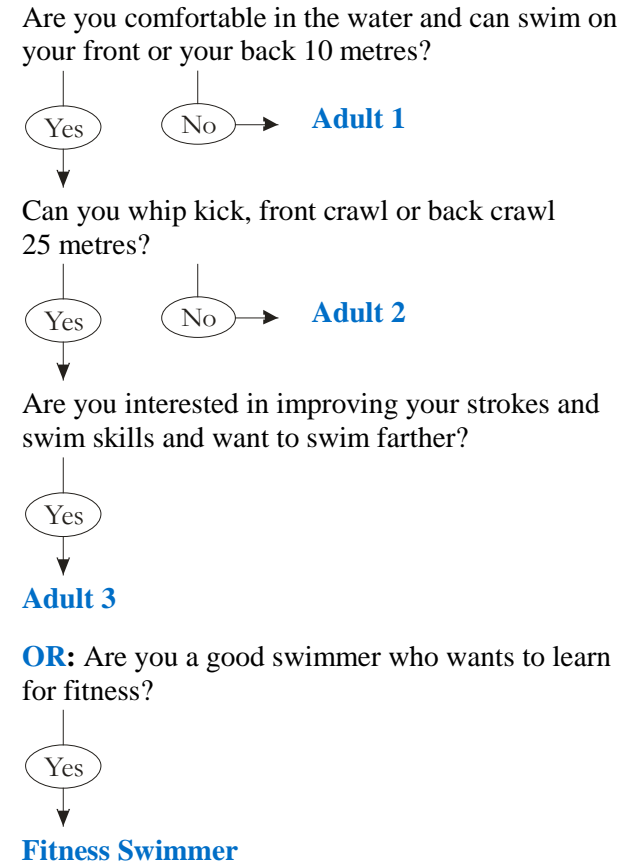 Are you comfortable in the water and can swim on
your front or your back 10 metres?
Yes No Adult 1
Can you whip kick, front crawl or back crawl
25 metres?
Yes No Adult 2
Are you interested in improving your strokes and
swim skills and want to swim farther?
Yes
Adult 3
OR: Are you a good swimmer who wants to learn
for fitness?
Yes
Fitness Swimmer